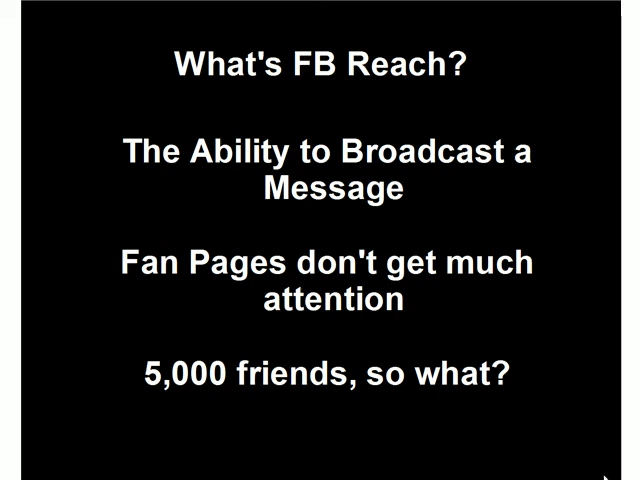 What's FB Reach?
The Ability to Broadcast a
Message
Fan Pages don't get much
attention
5,000 friends, so what?